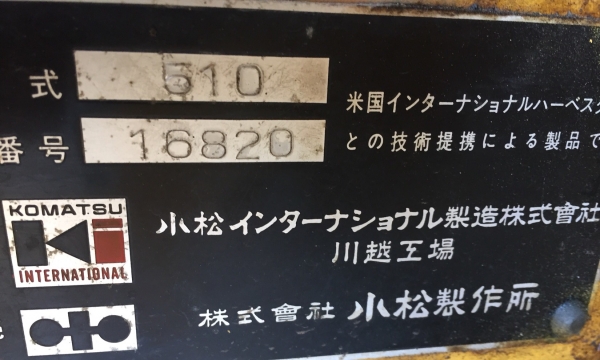 式 510
米国インターナショナルハーベスタ
番号 16820
との技術提携による製品で
KOMATSU
INTERNATIONAL
小松インターナショナル製造株式會社
川越工場
株式會社 小松製作所